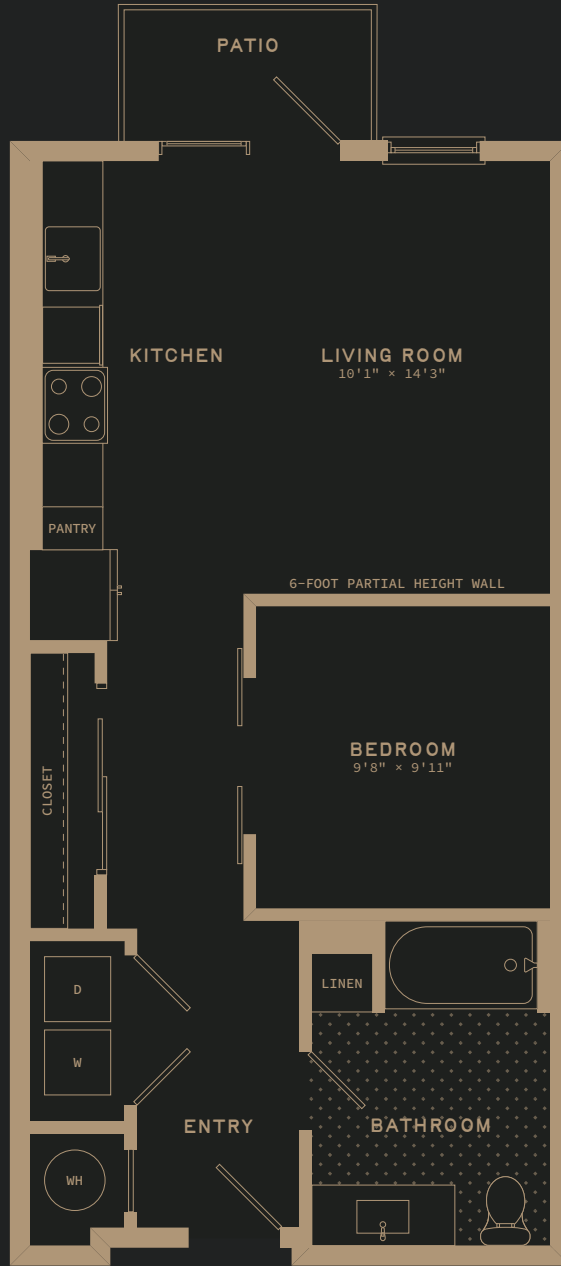 PATIO
KITCHEN
LIVING ROOM
10'1" × 14'3"
PANTRY
6-FOOT PARTIAL HEIGHT WALL
BEDROOM
9'8" × 9'11"
CLOSET
D
LINEN
W
ENTRY
BATHROOM
WH